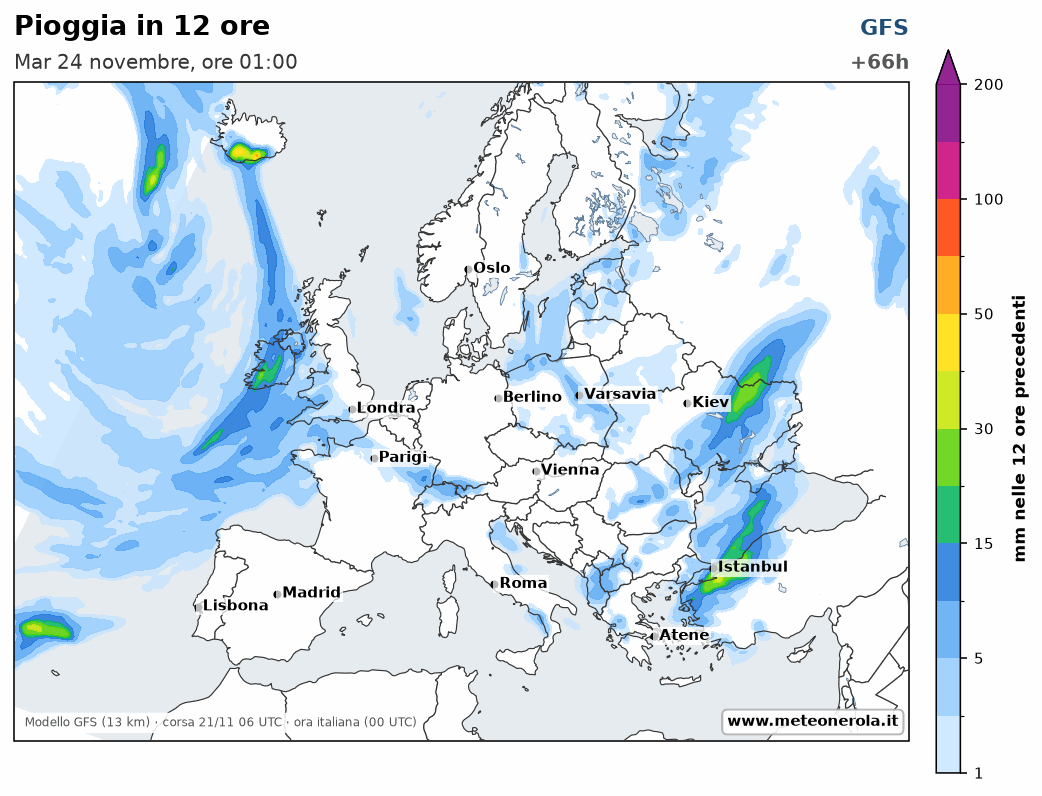 Pioggia in 12 ore
GFS
Mar 24 novembre, ore 01:00
+66h
200
100
50
30
15
5
1
mm nelle 12 ore precedenti
Oslo
Berlino
Varsavia
Kiev
Londra
Parigi
Vienna
Istanbul
Roma
Madrid
Lisbona
Atene
Modello GFS (13 km) · corsa 21/11 06 UTC · ora italiana (00 UTC)
www.meteonerola.it